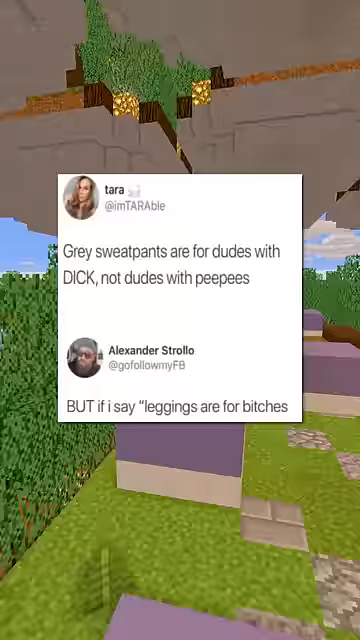 tara
@imTARAble
Grey sweatpants are for dudes with
DICK, not dudes with peepees
Alexander Strollo
@gofollowmyFB
BUT if i say “leggings are for bitches